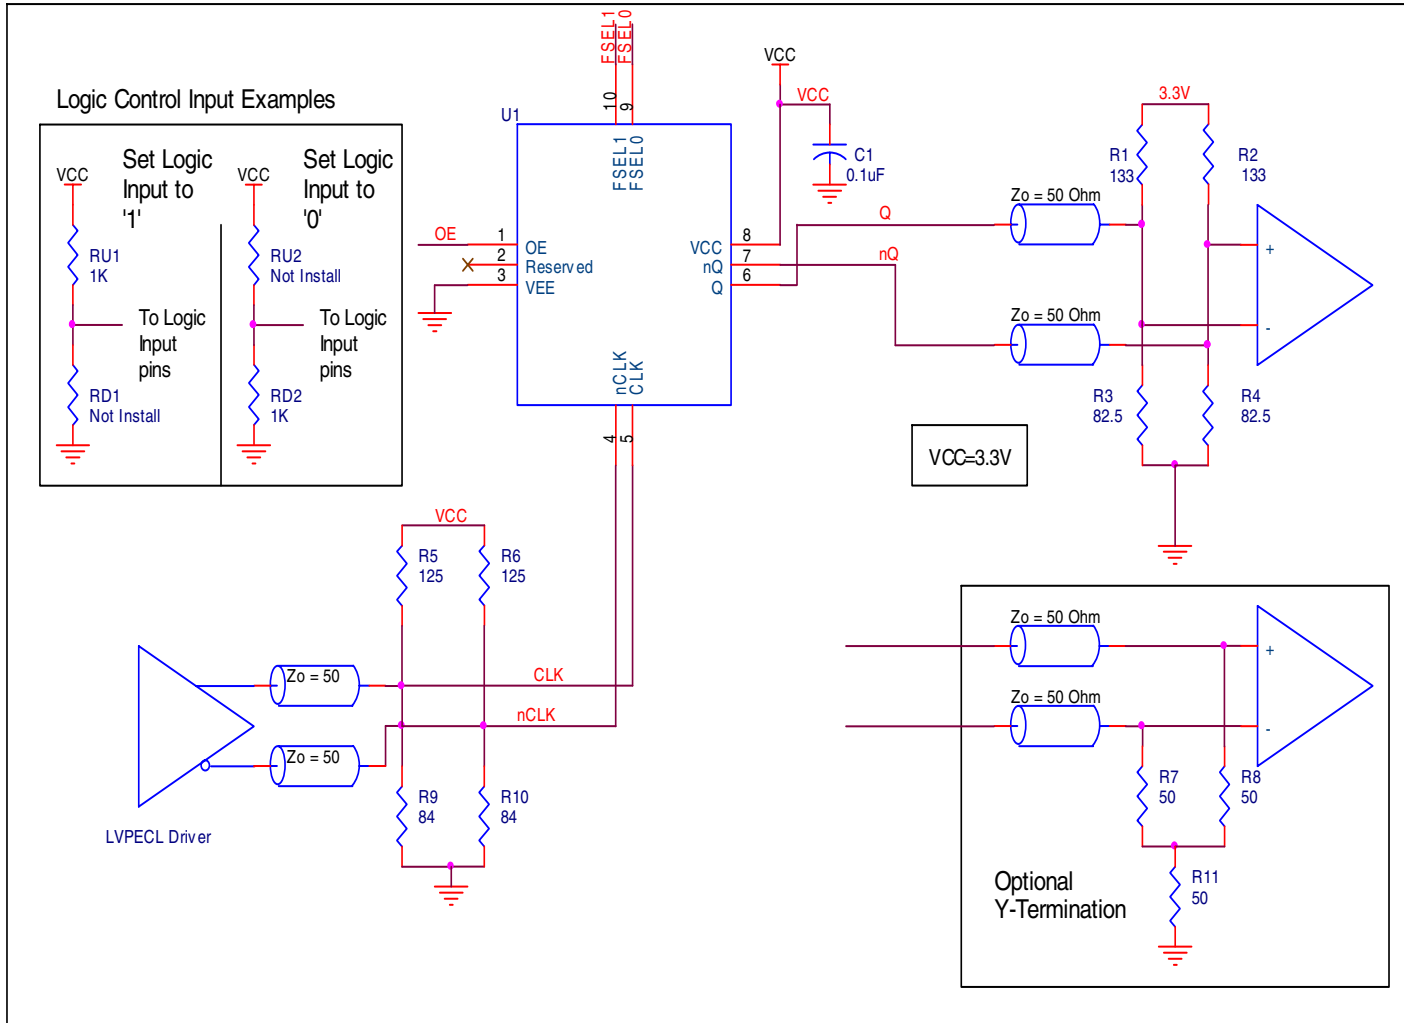 FSEL1
FSEL0
VCC
Logic Control Input Examples
VCC
3.3V
10
9
U1
FSEL1
FSEL0
C1
0.1uF
R1
133
R2
133
VCC
Set Logic
Input to
'1'
VCC
Set Logic
Input to
'0'
RU1
1K
RU2
Not Install
To Logic
Input
pins
To Logic
Input
pins
RD1
Not Install
RD2
1K
OE
1
2
3
OE
Reserved
VEE
VCC
nQ
Q
8
7
6
Q
nQ
Zo = 50 Ohm
Zo = 50 Ohm
+
-
nCLK
CLK
4
5
R3
82.5
R4
82.5
VCC=3.3V
VCC
R5
125
R6
125
Zo = 50
CLK
nCLK
Zo = 50
R9
84
R10
84
LVPECL Driver
Zo = 50 Ohm
Zo = 50 Ohm
+
-
R7
50
R8
50
R11
50
Optional
Y-Termination